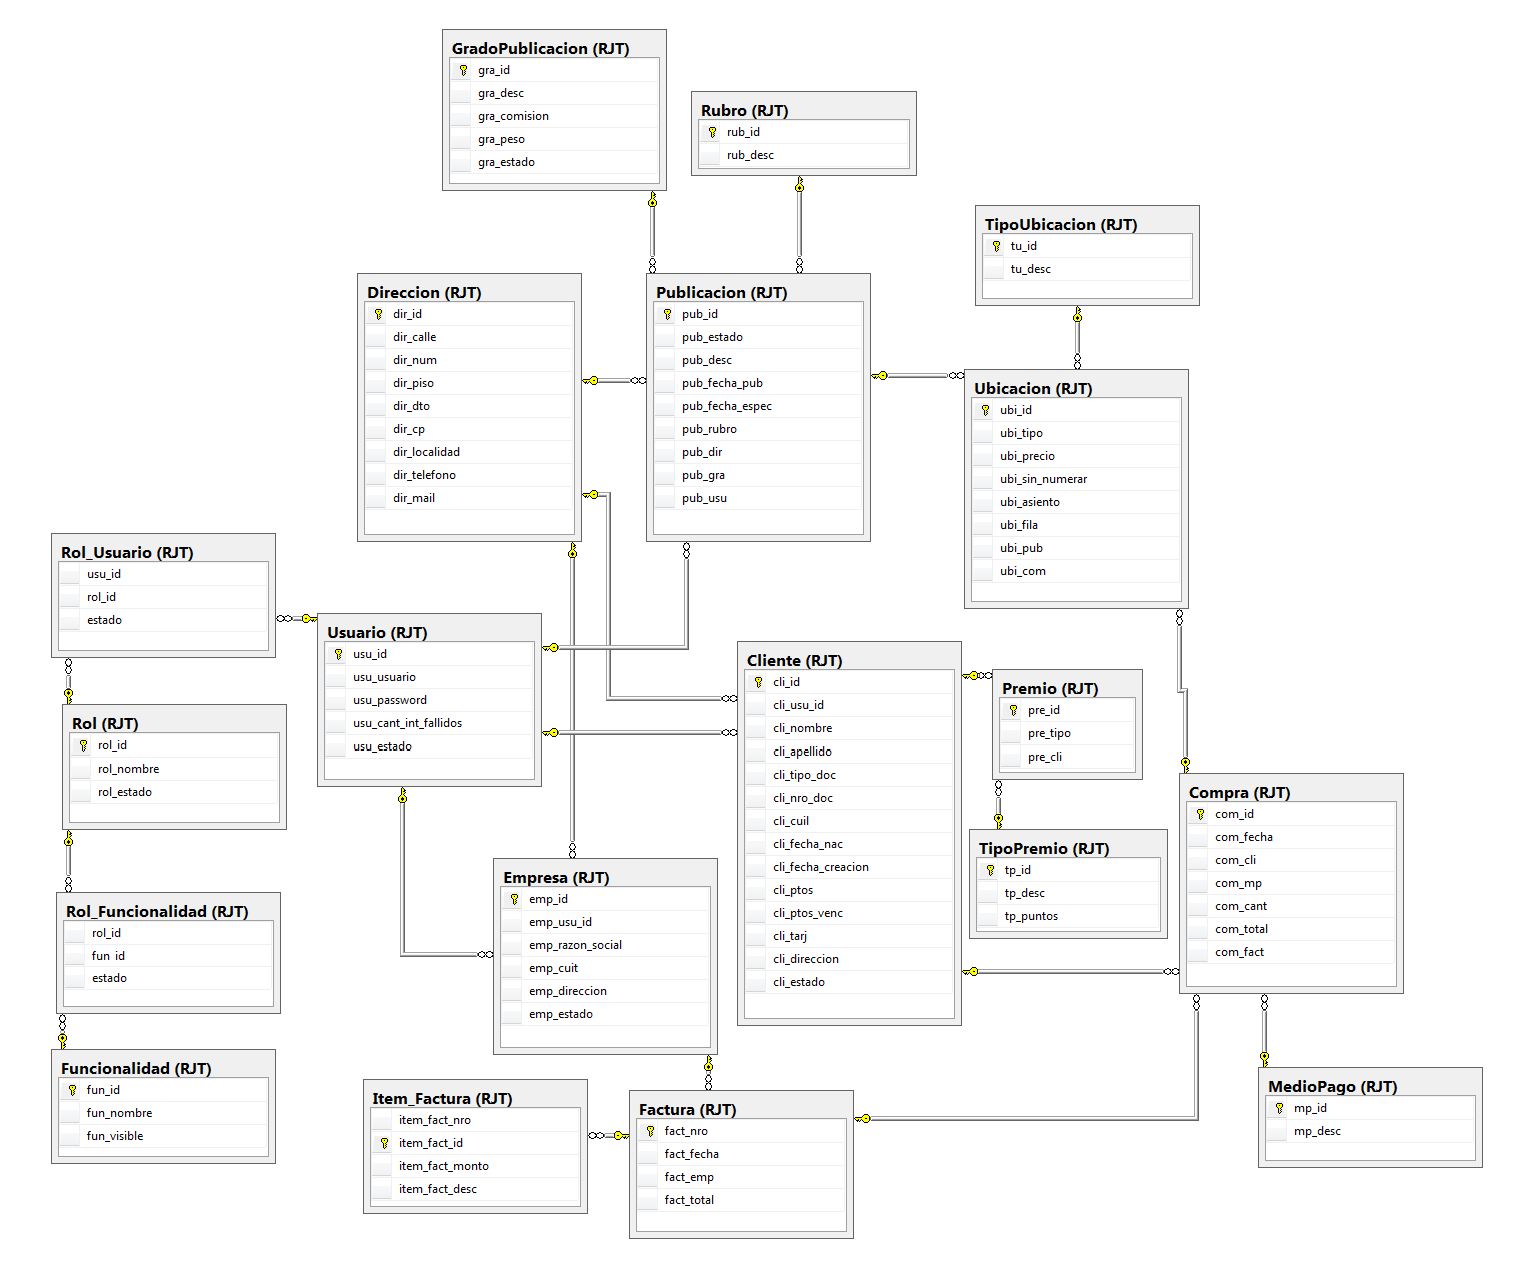 GradoPublicacion (RJT)
gra_id
gra_desc
gra_comision
gra_peso
gra_estado
Rubro (RJT)
rub_id
rub_desc
TipoUbicacion (RJT)
tu_id
tu_desc
Direccion (RJT)
dir_id
dir_calle
dir_num
dir_piso
dir_dto
dir_cp
dir_localidad
dir_telefono
dir_mail
Publicacion (RJT)
pub_id
pub_estado
pub_desc
pub_fecha_pub
pub_fecha_espec
pub_rubro
pub_dir
pub_gra
pub_usu
Ubicacion (RJT)
ubi_id
ubi_tipo
ubi_precio
ubi_sin_numerar
ubi_asiento
ubi_fila
ubi_pub
ubi_com
Rol_Usuario (RJT)
usu_id
rol_id
estado
Usuario (RJT)
usu_id
usu_usuario
usu_password
usu_cant_int_fallidos
usu_estado
Cliente (RJT)
cli_id
cli_usu_id
cli_nombre
cli_apellido
cli_tipo_doc
cli_nro_doc
cli_cuil
cli_fecha_nac
cli_fecha_creacion
cli_ptos
cli_ptos_venc
cli_tarj
cli_direccion
cli_estado
Premio (RJT)
pre_id
pre_tipo
pre_cli
Rol (RJT)
rol_id
rol_nombre
rol_estado
Compra (RJT)
com_id
com_fecha
com_cli
com_mp
com_cant
com_total
com_fact
TipoPremio (RJT)
tp_id
tp_desc
tp_puntos
Empresa (RJT)
emp_id
emp_usu_id
emp_razon_social
emp_cuit
emp_direccion
emp_estado
Rol_Funcionalidad (RJT)
rol_id
fun_id
estado
Funcionalidad (RJT)
fun_id
fun_nombre
fun_visible
Item_Factura (RJT)
item_fact_nro
item_fact_id
item_fact_monto
item_fact_desc
Factura (RJT)
fact_nro
fact_fecha
fact_emp
fact_total
MedioPago (RJT)
mp_id
mp_desc